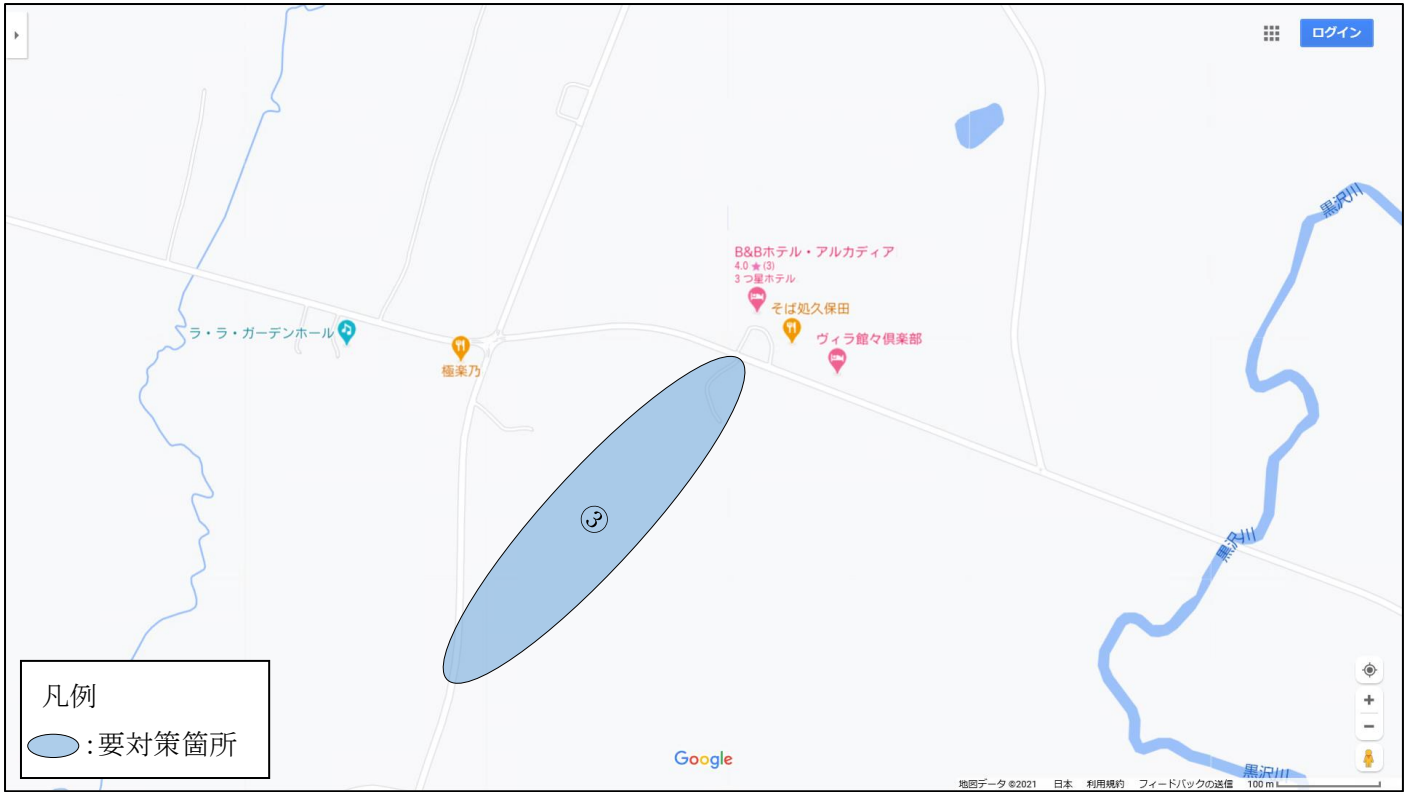 ログイン
黒沢川
B&Bホテル・アルカディア
4.0 ★ (3)
3 つ星ホテル
そば処久保田
ラ・ラ・ガーデンホール
ヴィラ館々倶楽部
極楽乃
③
黒沢川
凡例
:要対策箇所
Google
黒沢川
地図データ ©2021 日本 利用規約 フィードバックの送信 100 m